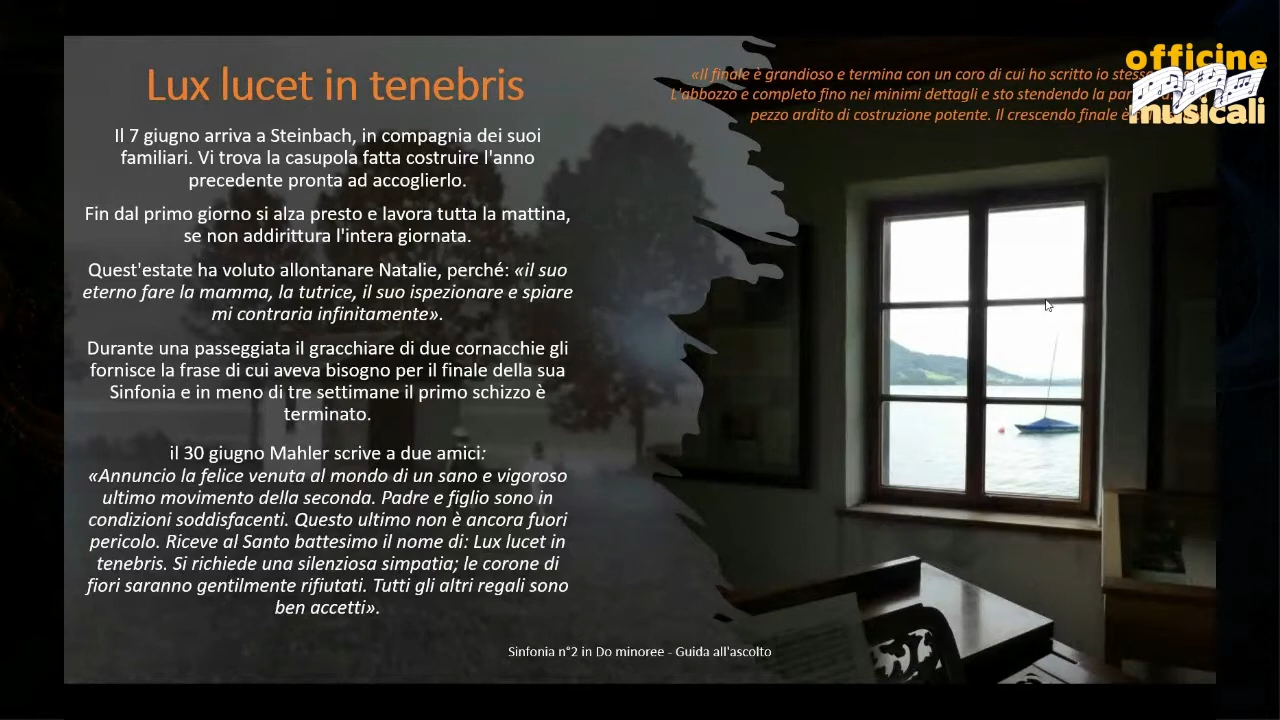 Lux lucet in tenebris
Il 7 giugno arriva a Steinbach, in compagnia dei suoi
familiari. Vi trova la casupola fatta costruire l'anno
precedente pronta ad accoglierlo.
Fin dal primo giorno si alza presto e lavora tutta la mattina,
se non addirittura l'intera giornata.
Quest'estate ha voluto allontanare Natalie, perché: «il suo
eterno fare la mamma, la tutrice, il suo ispezionare e spiare
mi contraria infinitamente».
Durante una passeggiata il gracchiare di due cornacchie gli
fornisce la frase di cui aveva bisogno per il finale della sua
Sinfonia e in meno di tre settimane il primo schizzo è
terminato.
il 30 giugno Mahler scrive a due amici:
«Annuncio la felice venuta al mondo di un sano e vigoroso
ultimo movimento della seconda. Padre e figlio sono in
condizioni soddisfacenti. Questo ultimo non è ancora fuori
pericolo. Riceve al Santo battesimo il nome di: Lux lucet in
tenebris. Si richiede una silenziosa simpatia; le corone di
fiori saranno gentilmente rifiutati. Tutti gli altri regali sono
ben accetti».
«Il finale è grandioso e termina con un coro di cui ho scritto io
L'abbozzo e completo fino nei minimi dettagli e sto stendendo la
pezzo ardito di costruzione potente. Il crescendo finale
officine
musicali
Sinfonia n°2 in Do minoree - Guida all'ascolto